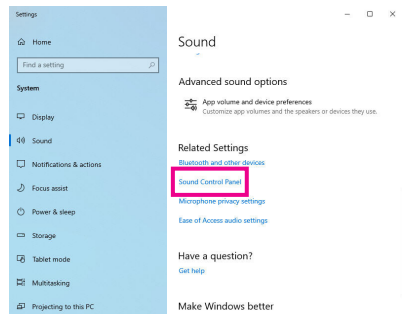 Settings
Home
Find a setting
System
Display
Sound
Notifications & actions
Focus assist
Power & sleep
Storage
Tablet mode
Multitasking
Projecting to this PC
Sound
Advanced sound options
App volume and device preferences
Customize app volumes and the speakers or devices they use.
Related Settings
Bluetooth and other devices
Sound Control Panel
Microphone privacy settings
Ease of Access audio settings
Have a question?
Get help
Make Windows better